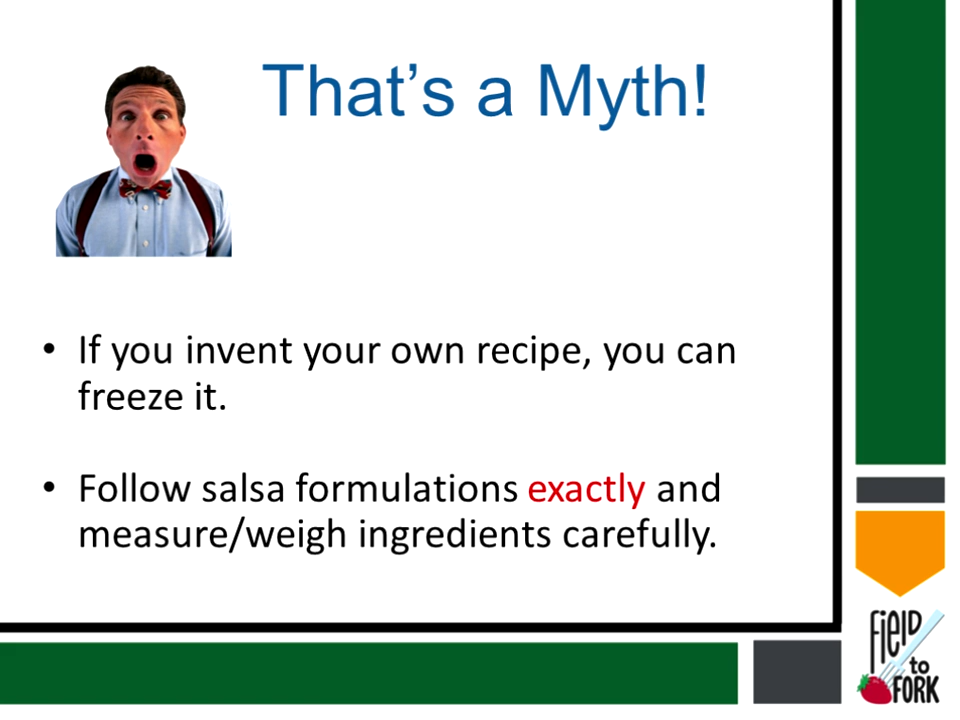 That’s a Myth!
• If you invent your own recipe, you can
freeze it.
• Follow salsa formulations exactly and
measure/weigh ingredients carefully.
FiELD
to
FORK